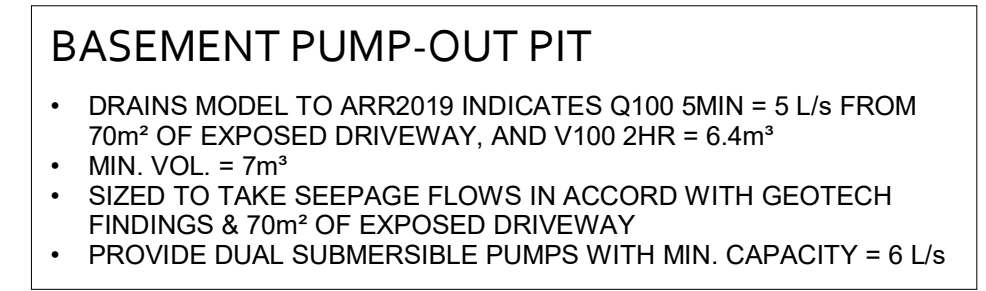 BASEMENT PUMP-OUT PIT
• DRAINS MODEL TO ARR2019 INDICATES Q100 5MIN = 5 L/s FROM
70m² OF EXPOSED DRIVEWAY, AND V100 2HR = 6.4m³
• MIN. VOL. = 7m³
• SIZED TO TAKE SEEPAGE FLOWS IN ACCORD WITH GEOTECH
FINDINGS & 70m² OF EXPOSED DRIVEWAY
• PROVIDE DUAL SUBMERSIBLE PUMPS WITH MIN. CAPACITY = 6 L/s